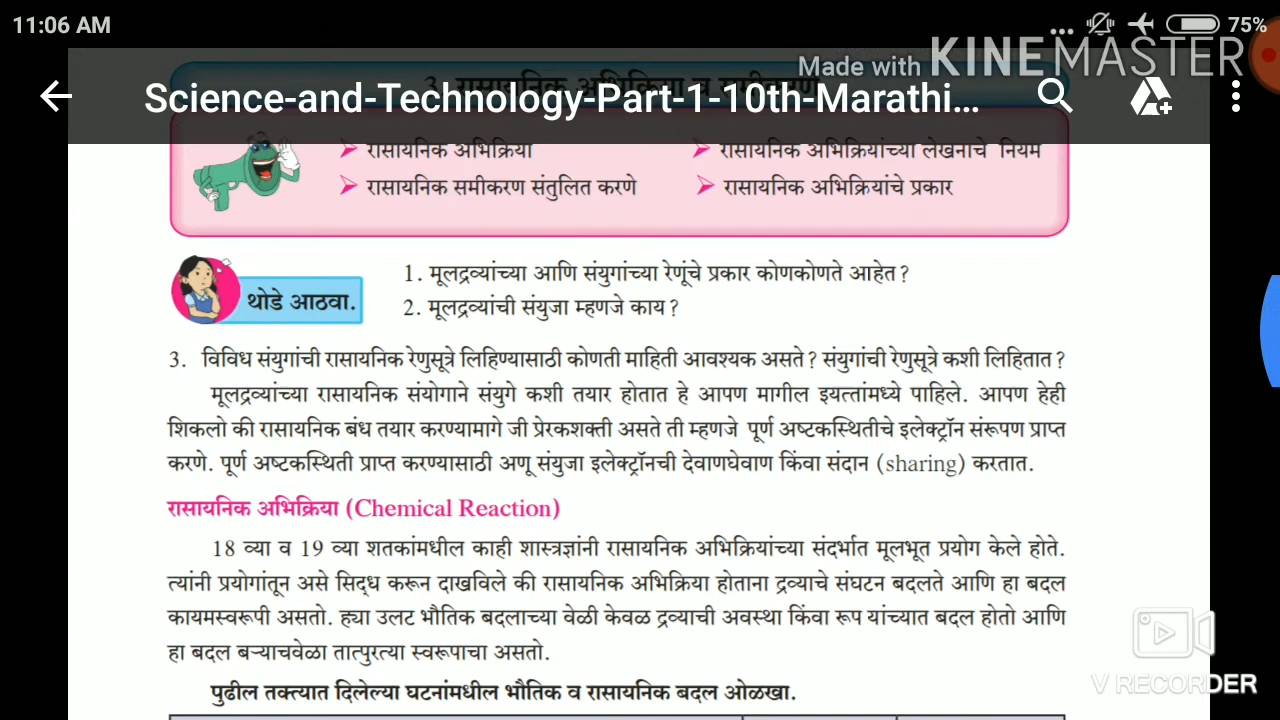 11:06 AM
75%
Made with KINEMASTER
3. रासायनिक अभिक्रिया व समीकरण
Science-and-Technology-Part-1-10th-Marathi...
➤ रासायनिक अभिक्रिया ➤ रासायनिक अभिक्रियांच्या लेखनाचे नियम
➤ रासायनिक समीकरण संतुलित करणे ➤ रासायनिक अभिक्रियांचे प्रकार
थोडे आठवा.
1. मूलद्रव्यांच्या आणि संयुगांच्या रेणूंचे प्रकार कोणकोणते आहेत?
2. मूलद्रव्यांची संयुजा म्हणजे काय?
3. विविध संयुगांची रासायनिक रेणुसूत्रे लिहिण्यासाठी कोणती माहिती आवश्यक असते? संयुगांची रेणुसूत्रे कशी लिहितात?
मूलद्रव्यांच्या रासायनिक संयोगाने संयुगे कशी तयार होतात हे आपण मागील इयत्तांमध्ये पाहिले. आपण हेही
शिकलो की रासायनिक बंध तयार करण्यामागे जी प्रेरकशक्ती असते ती म्हणजे पूर्ण अष्टकस्थितीचे इलेक्ट्रॉन संरूपण प्राप्त
करणे. पूर्ण अष्टकस्थिती प्राप्त करण्यासाठी अणू संयुजा इलेक्ट्रॉनची देवाणघेवाण किंवा संदान (sharing) करतात.
रासायनिक अभिक्रिया (Chemical Reaction)
18 व्या व 19 व्या शतकांमधील काही शास्त्रज्ञांनी रासायनिक अभिक्रियांच्या संदर्भात मूलभूत प्रयोग केले होते.
त्यांनी प्रयोगांतून असे सिद्ध करून दाखविले की रासायनिक अभिक्रिया होताना द्रव्याचे संघटन बदलते आणि हा बदल
कायमस्वरूपी असतो. ह्या उलट भौतिक बदलाच्या वेळी केवळ द्रव्याची अवस्था किंवा रूप यांच्यात बदल होतो आणि
हा बदल बऱ्याचवेळा तात्पुरत्या स्वरूपाचा असतो.
पुढील तक्त्यात दिलेल्या घटनांमधील भौतिक व रासायनिक बदल ओळखा.
V RECORDER